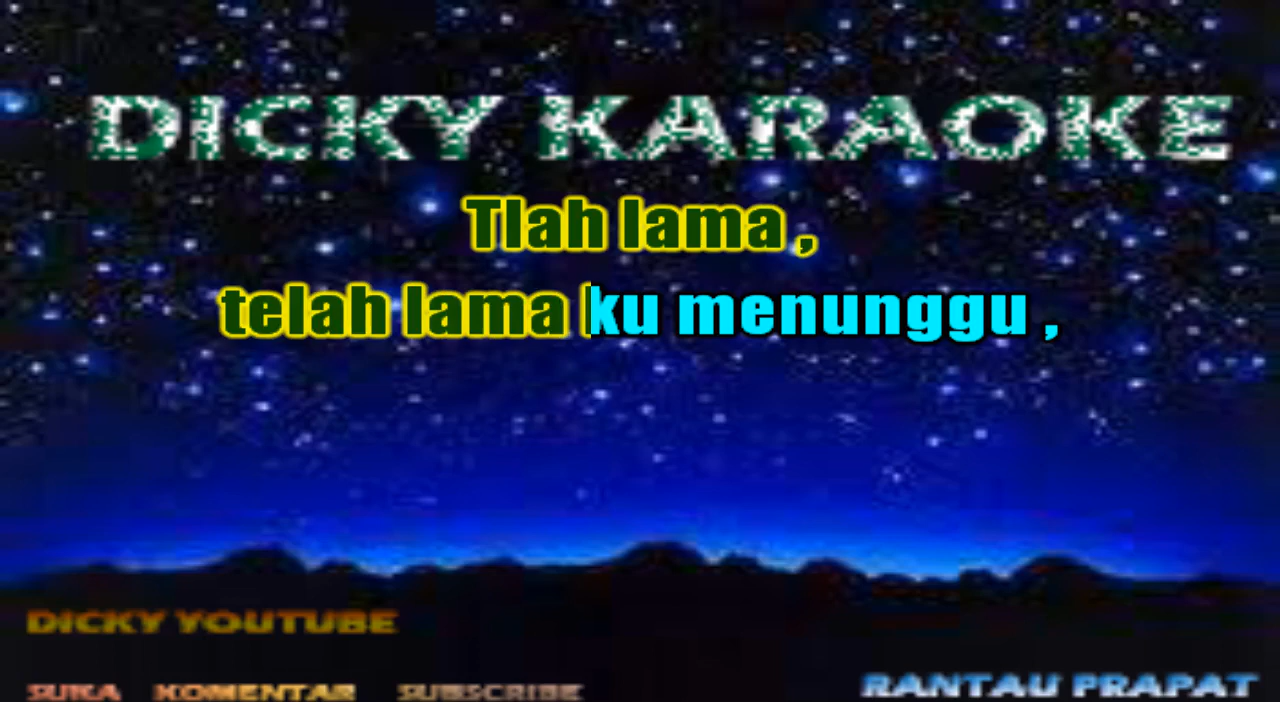 DICKY KARAOKE
Tlah lama ,
telah lama ku menunggu ,
DICKY YOUTUBE
SUKA KOMENTAR SUBSCRIBE
RANTAU PRAPAT